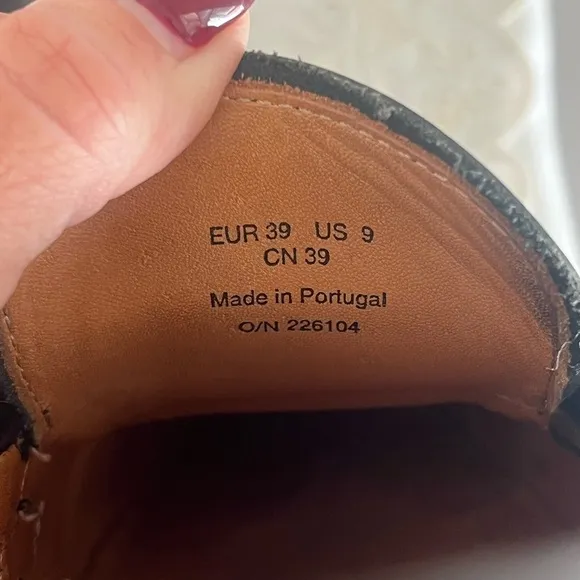 EUR 39 US 9
CN 39
Made in Portugal
O/N 226104